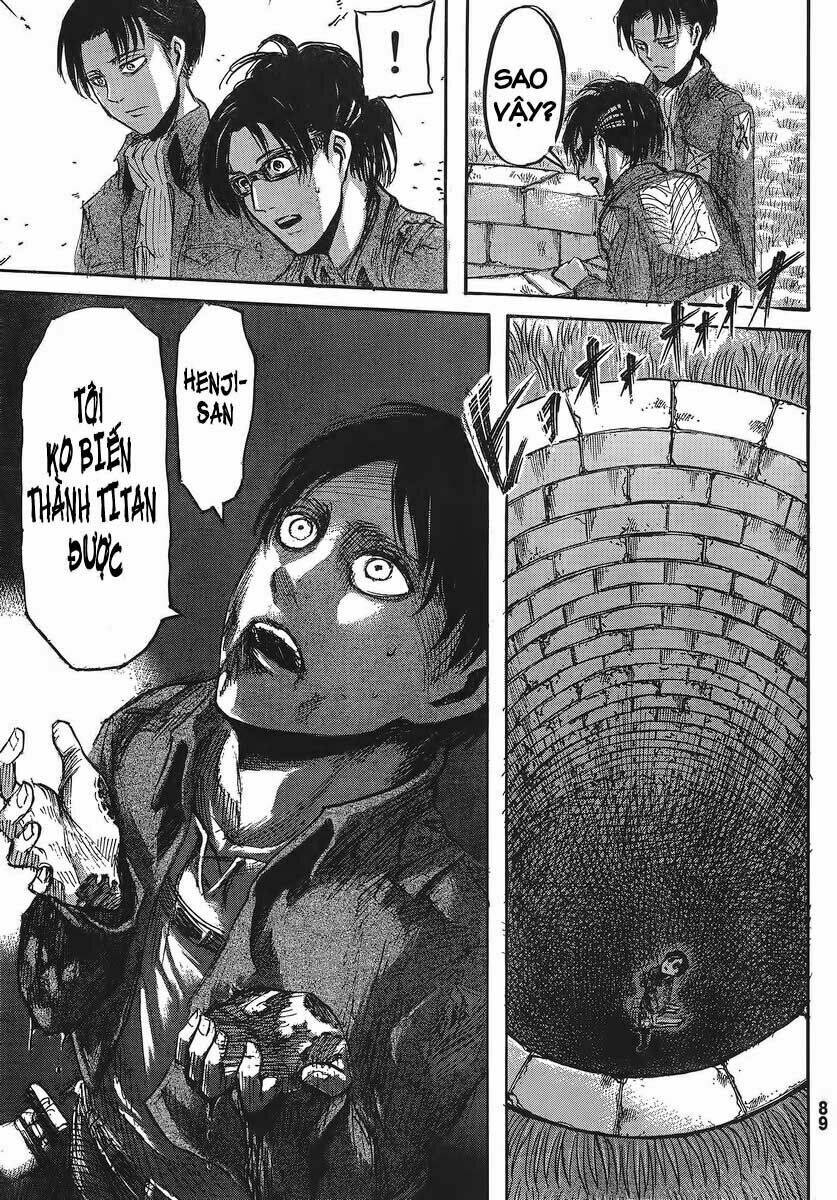 SAO
VẬY?
!
HENJI-
SAN
TÔI
KO BIẾN
THÀNH TITAN
ĐƯỢC
89